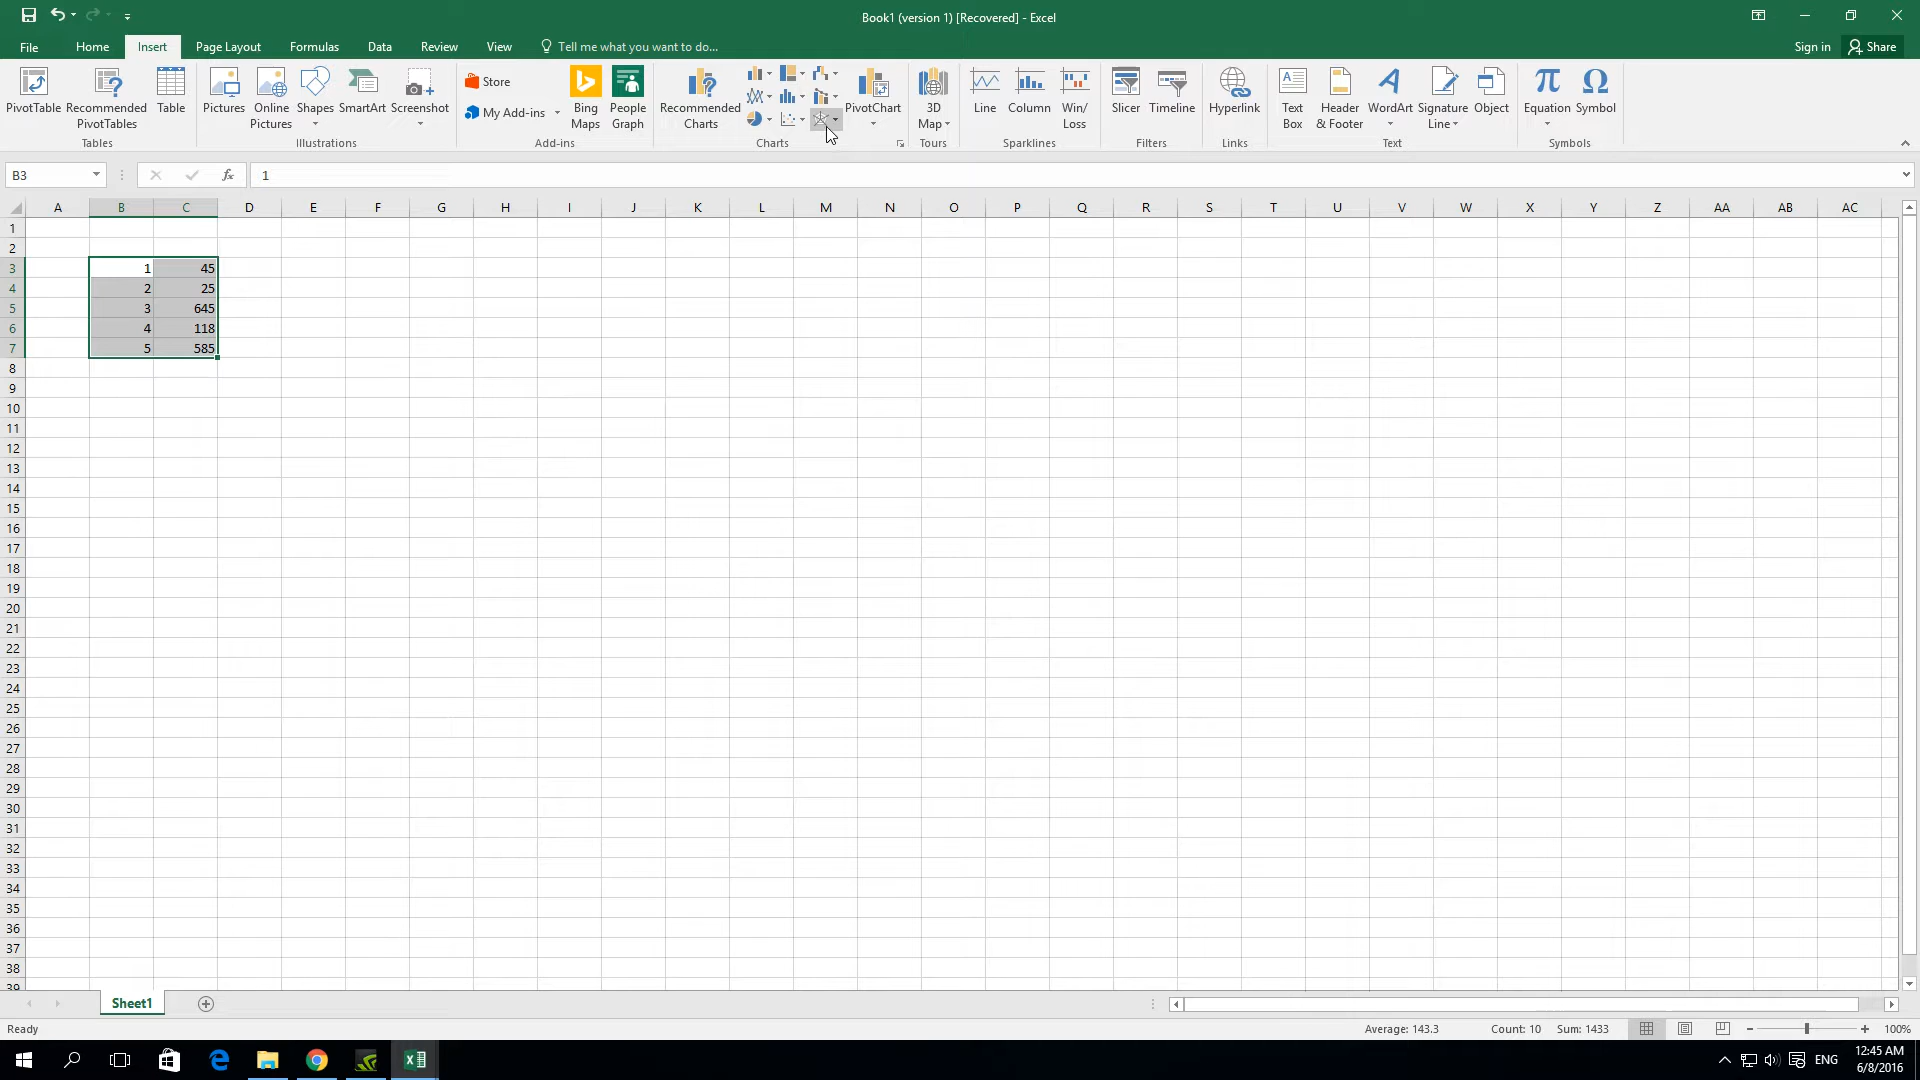 Book1 (version 1) [Recovered] - Excel
File Home Insert Page Layout Formulas Data Review View Tell me what you want to do... Sign in Share
PivotTable Recommended PivotTables Table
Tables
Pictures Online Pictures Shapes SmartArt Screenshot
Illustrations
Store
My Add-ins
Bing Maps People Graph
Add-ins
Recommended Charts PivotChart
Charts
3D Map
Tours
Line Column Win/ Loss
Sparklines
Slicer Timeline
Filters
Hyperlink
Links
Text Box Header & Footer WordArt Signature Line Object
Text
Equation Symbol
Symbols
B3 fx 1
A B C D E F G H I J K L M N O P Q R S T U V W X Y Z AA AB AC
1
2
3 1 45
4 2 25
5 3 645
6 4 118
7 5 585
8
9
10
11
12
13
14
15
16
17
18
19
20
21
22
23
24
25
26
27
28
29
30
31
32
33
34
35
36
37
38
39
Sheet1
Ready Average: 143.3 Count: 10 Sum: 1433 100%
ENG 12:45 AM
6/8/2016